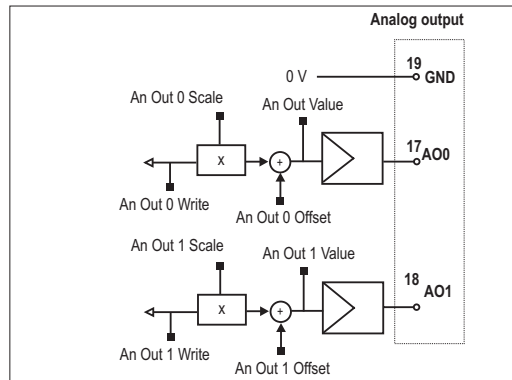 Analog output
19
0 V
GND
An Out 0 Scale
An Out Value
17
AO0
x
+
An Out 0 Write
An Out 0 Offset
An Out 1 Scale
An Out 1 Value
18
AO1
x
+
An Out 1 Write
An Out 1 Offset